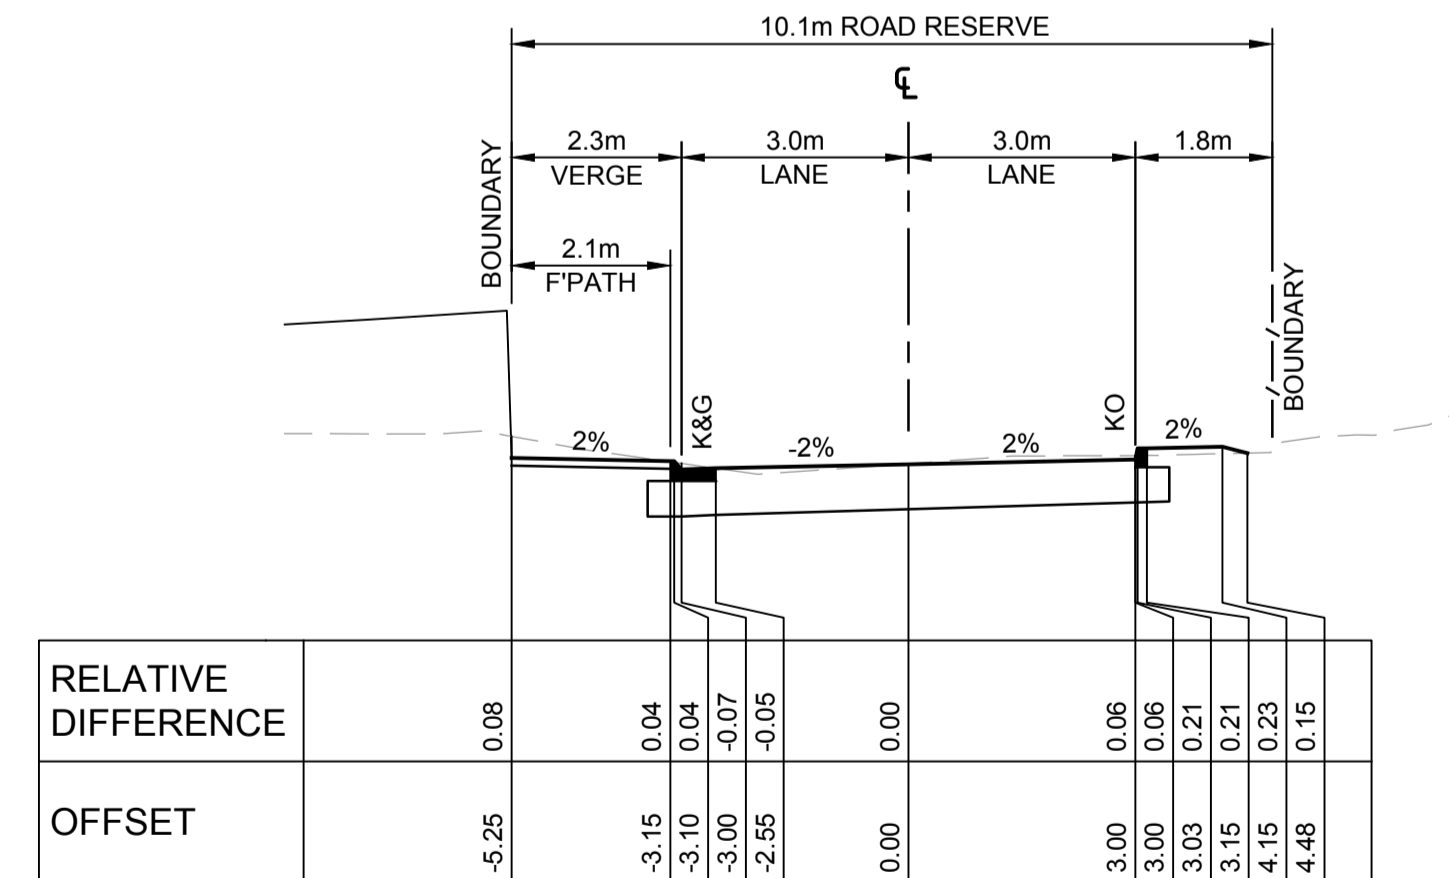 10.1m ROAD RESERVE
℄
2.3m
VERGE
3.0m
LANE
3.0m
LANE
1.8m
BOUNDARY
2.1m
F'PATH
BOUNDARY
K&G
KO
2%
-2%
2%
2%
RELATIVE
DIFFERENCE
0.08
0.04
0.04
-0.07
-0.05
0.00
0.06
0.06
0.21
0.21
0.23
0.15
OFFSET
-5.25
-3.15
-3.10
-3.00
-2.55
0.00
3.00
3.00
3.03
3.15
4.15
4.48